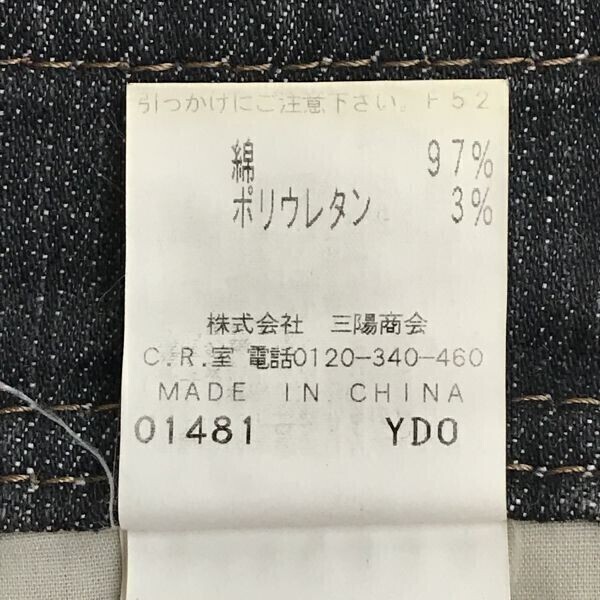 引っかけにご注意下さい。F52
綿 97%
ポリウレタン 3%
株式会社 三陽商会
C.R.室 電話0120-340-460
MADE IN CHINA
01481 YDO